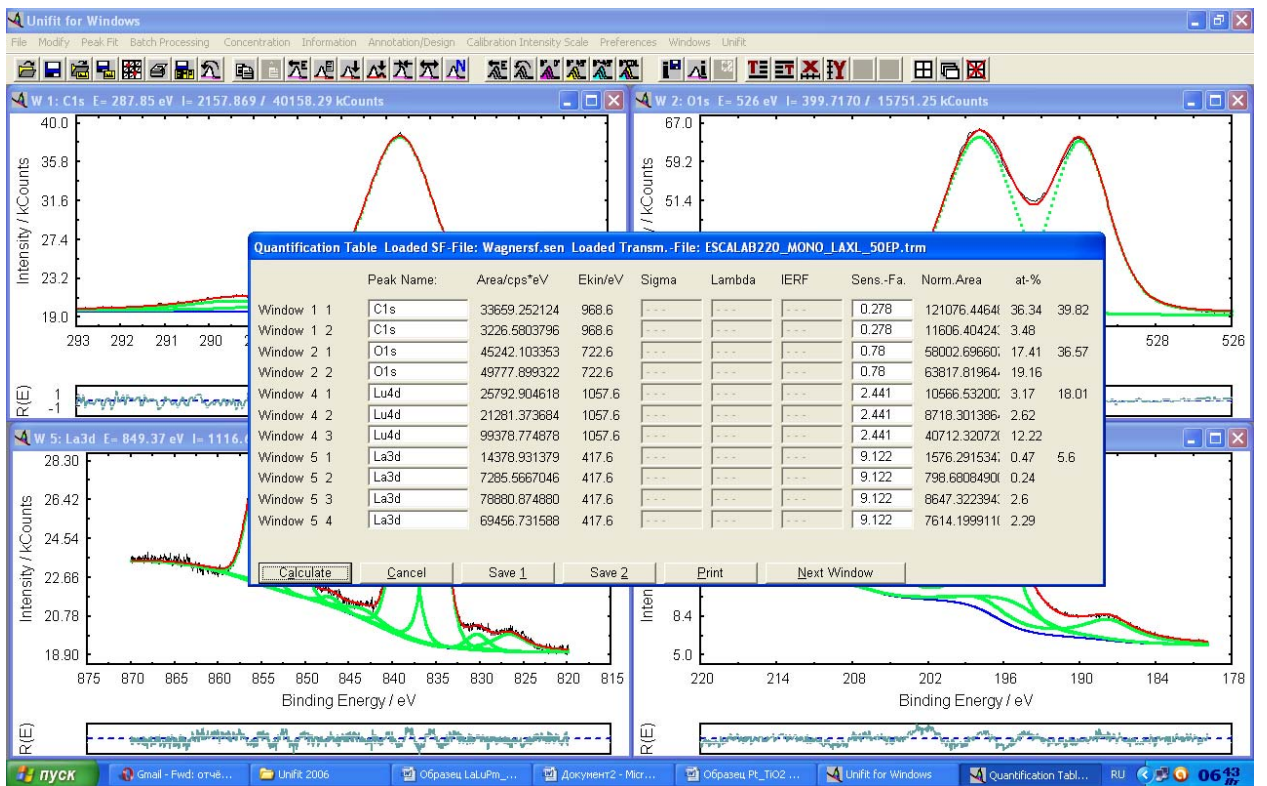 Unifit for Windows
File Modify Peak Fit Batch Processing Concentration Information Annotation/Design Calibration Intensity Scale Preferences Windows Unifit
W 1: C1s E= 287.85 eV I= 2157.869 / 40158.29 kCounts
40.0
35.8
31.6
27.4
23.2
19.0
Intensity / kCounts
293 292 291 290
R(E)
1
-1
W 2: O1s E= 526 eV I= 399.7170 / 15751.25 kCounts
67.0
59.2
51.4
/ kCounts
528 526
Quantification Table Loaded SF-File: Wagnersf.sen Loaded Transm.-File: ESCALAB220_MONO_LAXL_50EP.trm
Peak Name: Area/cps*eV Ekin/eV Sigma Lambda IERF Sens.-Fa. Norm.Area at-%
Window 1 1 C1s 33659.252124 968.6 --- --- --- 0.278 121076.4464 36.34 39.82
Window 1 2 C1s 3226.5803796 968.6 --- --- --- 0.278 11606.40424 3.48
Window 2 1 O1s 45242.103353 722.6 --- --- --- 0.78 58002.69660 17.41 36.57
Window 2 2 O1s 49777.899322 722.6 --- --- --- 0.78 63817.81964 19.16
Window 4 1 Lu4d 25792.904618 1057.6 --- --- --- 2.441 10566.53200 3.17 18.01
Window 4 2 Lu4d 21281.373684 1057.6 --- --- --- 2.441 8718.301386 2.62
Window 4 3 Lu4d 99378.774878 1057.6 --- --- --- 2.441 40712.32072 12.22
Window 5 1 La3d 14378.931379 417.6 --- --- --- 9.122 1576.291534 0.47 5.6
Window 5 2 La3d 7285.5667046 417.6 --- --- --- 9.122 798.6808490 0.24
Window 5 3 La3d 78880.874880 417.6 --- --- --- 9.122 8647.322394 2.6
Window 5 4 La3d 69456.731588 417.6 --- --- --- 9.122 7614.199911 2.29
Calculate Cancel Save 1 Save 2 Print Next Window
W 5: La3d E= 849.37 eV I= 1116.
28.30
26.42
24.54
22.66
20.78
18.90
Intensity / kCounts
875 870 865 860 855 850 845 840 835 830 825 820 815
Binding Energy / eV
R(E)
8.4
5.0
Inten
220 214 208 202 196 190 184 178
Binding Energy / eV
R(E)
пуск
Gmail - Fwd: отчё...
Unifit 2006
Образец LaLuPm_...
Документ2 - Micr...
Образец Pt_TiO2 ...
Unifit for Windows
Quantification Tabl...
RU
06 43
Пт